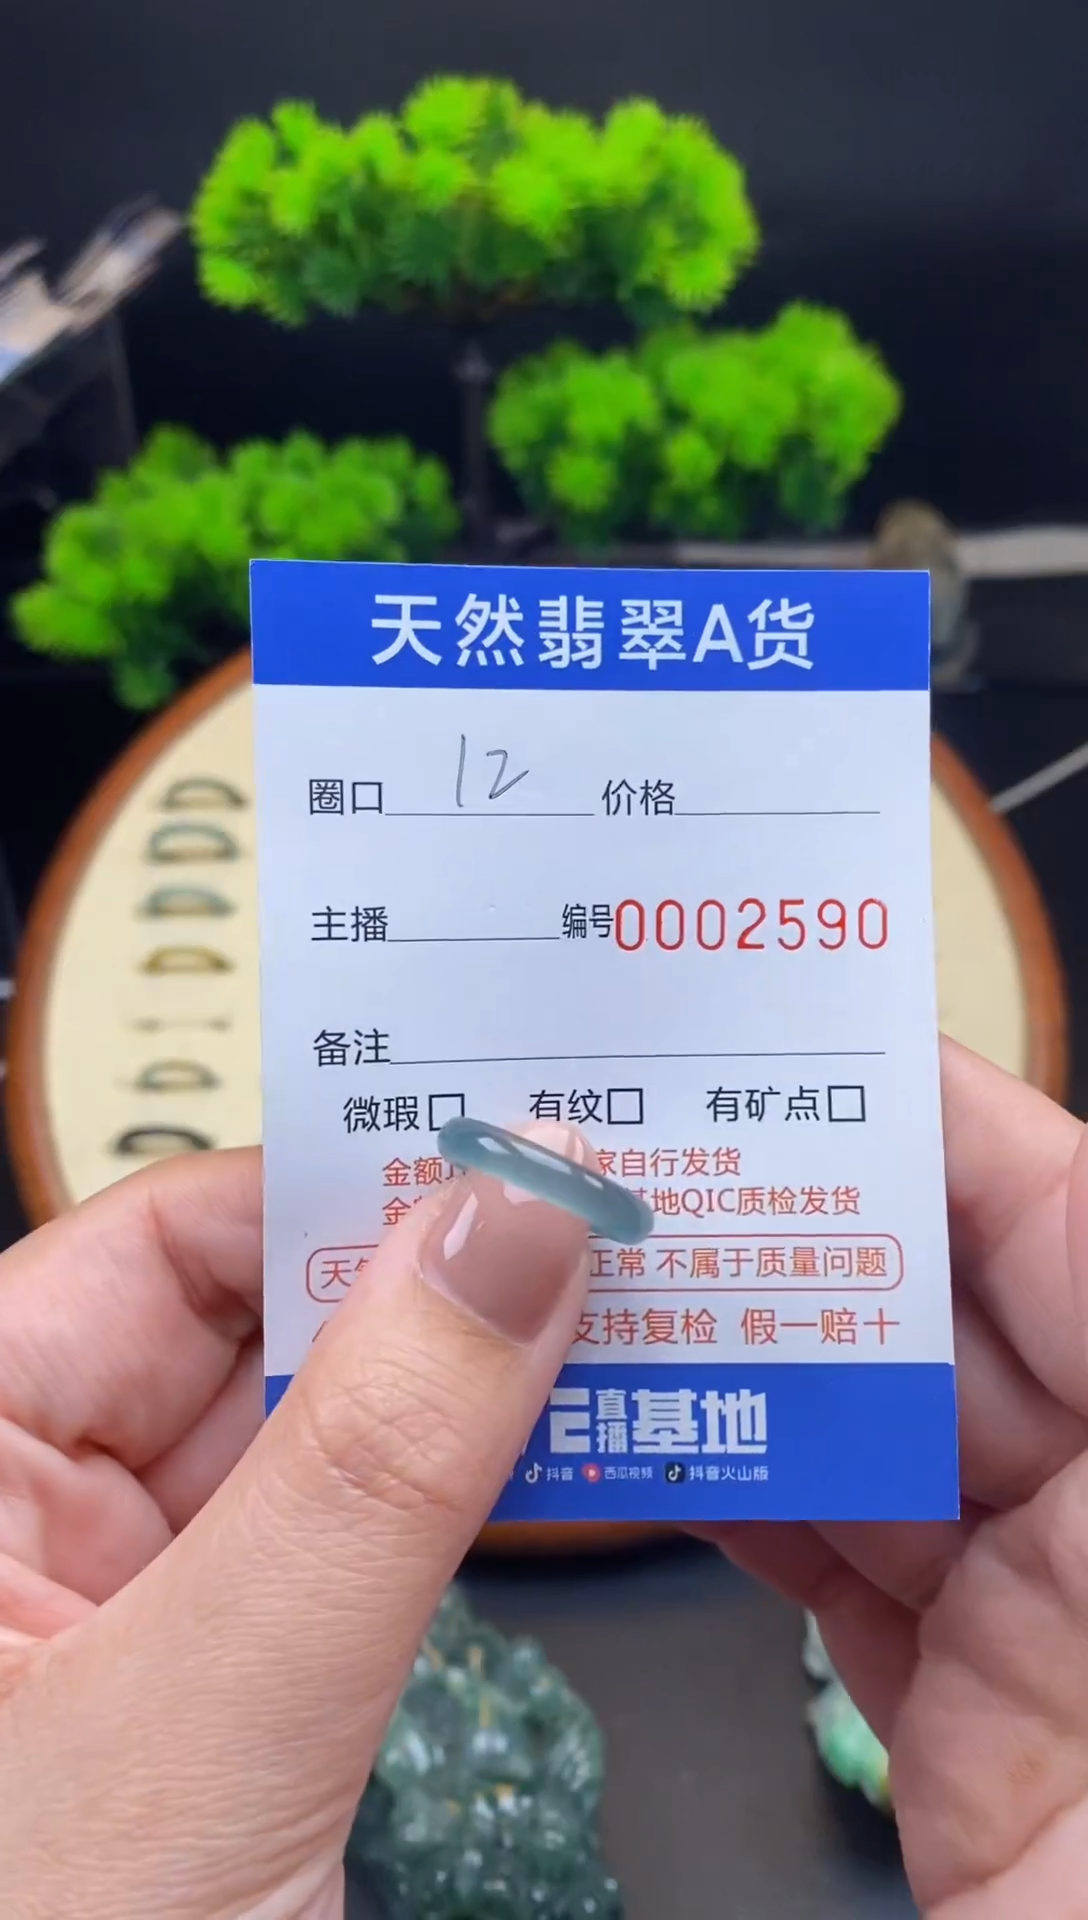 天然翡翠A货
圈口 12 价格
主播 编号0002590
备注
微瑕□ 有纹□ 有矿点□
金额 家自行发货
金 基地QIC质检发货
天 正常 不属于质量问题
支持复检 假一赔十
直播基地
抖音 西瓜视频 抖音火山版